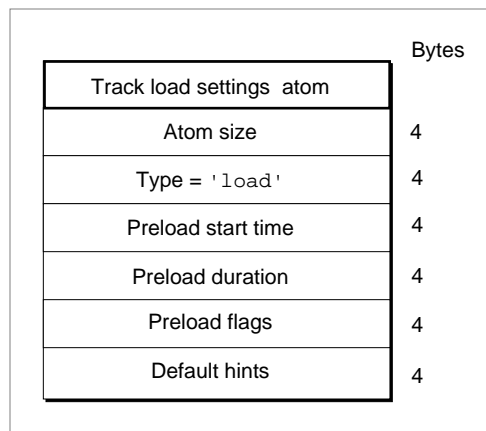 Bytes
Track load settings atom
Atom size 4
Type = 'load' 4
Preload start time 4
Preload duration 4
Preload flags 4
Default hints 4